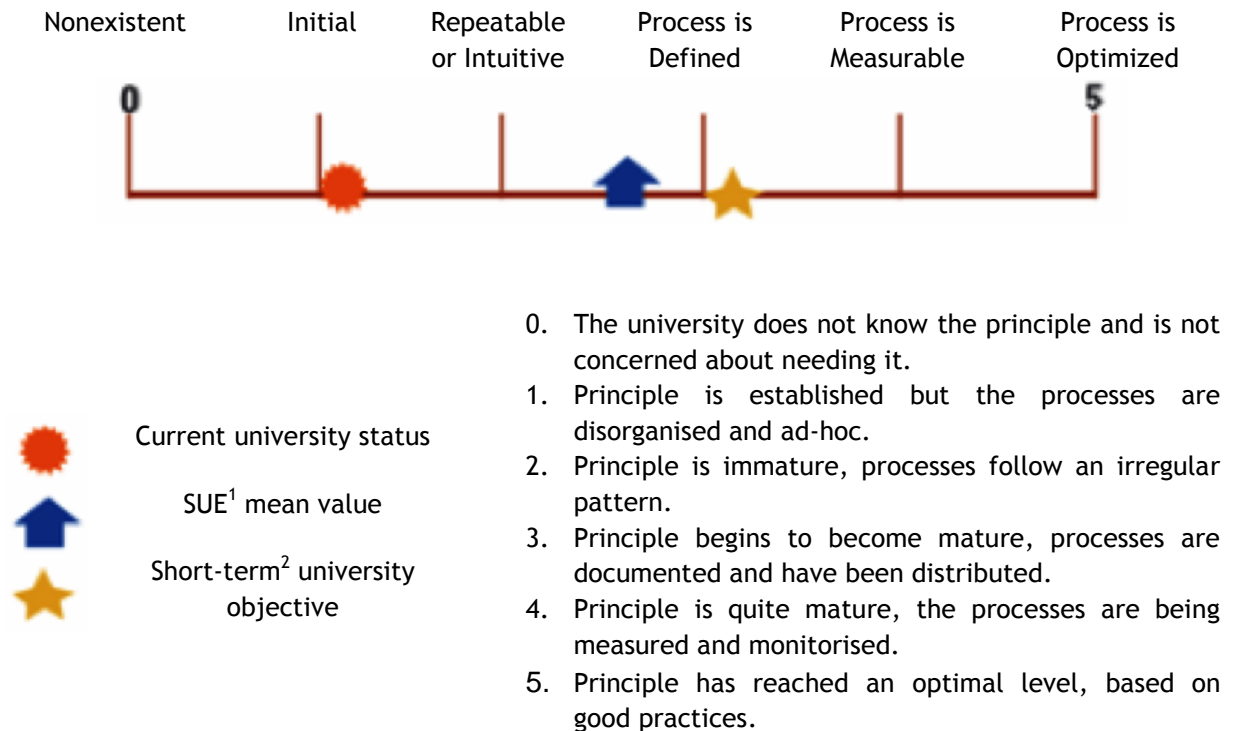 Nonexistent Initial Repeatable or Intuitive Process is Defined Process is Measurable Process is Optimized
0 5
Current university status
SUE1 mean value
Short-term2 university
objective
0. The university does not know the principle and is not
concerned about needing it.
1. Principle is established but the processes are
disorganised and ad-hoc.
2. Principle is immature, processes follow an irregular
pattern.
3. Principle begins to become mature, processes are
documented and have been distributed.
4. Principle is quite mature, the processes are being
measured and monitorised.
5. Principle has reached an optimal level, based on
good practices.